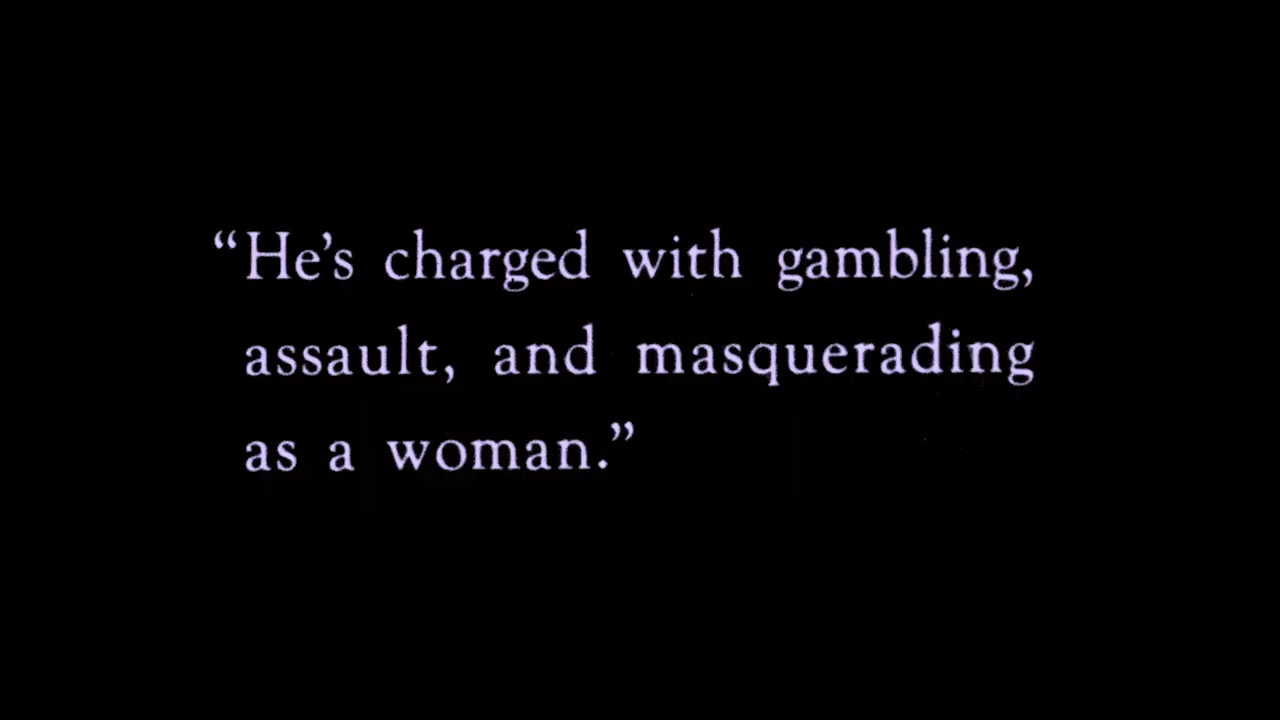 “He’s charged with gambling,
assault, and masquerading
as a woman.”